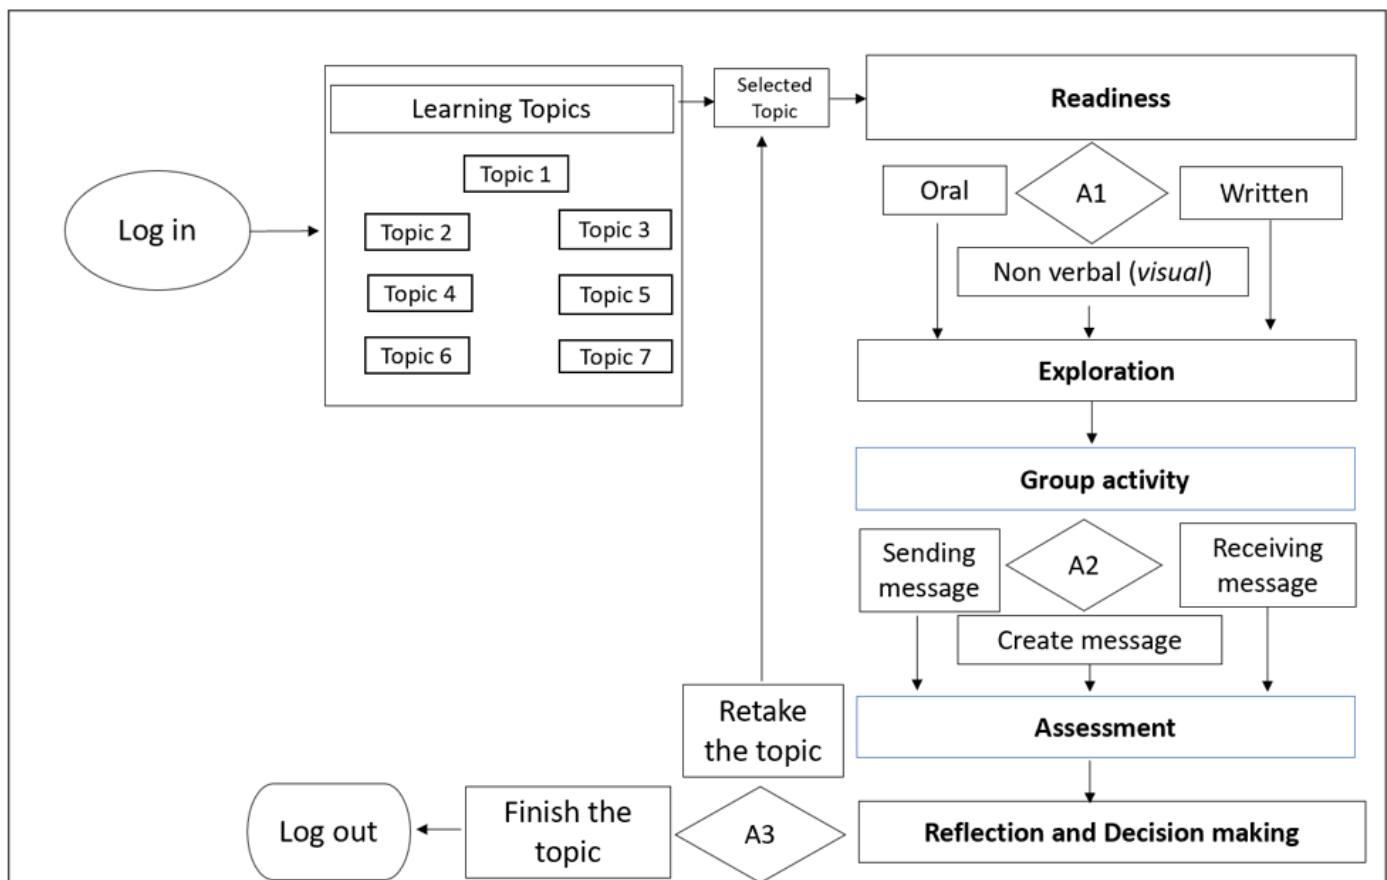 Log in
Learning Topics
Topic 1
Topic 2
Topic 3
Topic 4
Topic 5
Topic 6
Topic 7
Selected
Topic
Readiness
Oral
A1
Written
Non verbal (visual)
Exploration
Group activity
Sending
message
A2
Receiving
message
Create message
Assessment
Reflection and Decision making
A3
Retake
the topic
Finish the
topic
Log out